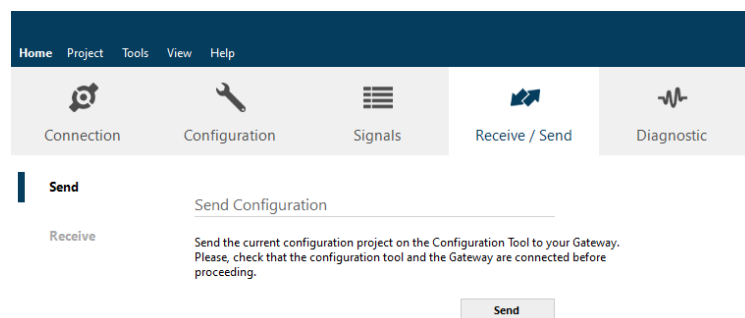 Home Project Tools View Help
Connection Configuration Signals Receive / Send Diagnostic
Send
Send Configuration
Receive
Send the current configuration project on the Configuration Tool to your Gateway.
Please, check that the configuration tool and the Gateway are connected before
proceeding.
Send